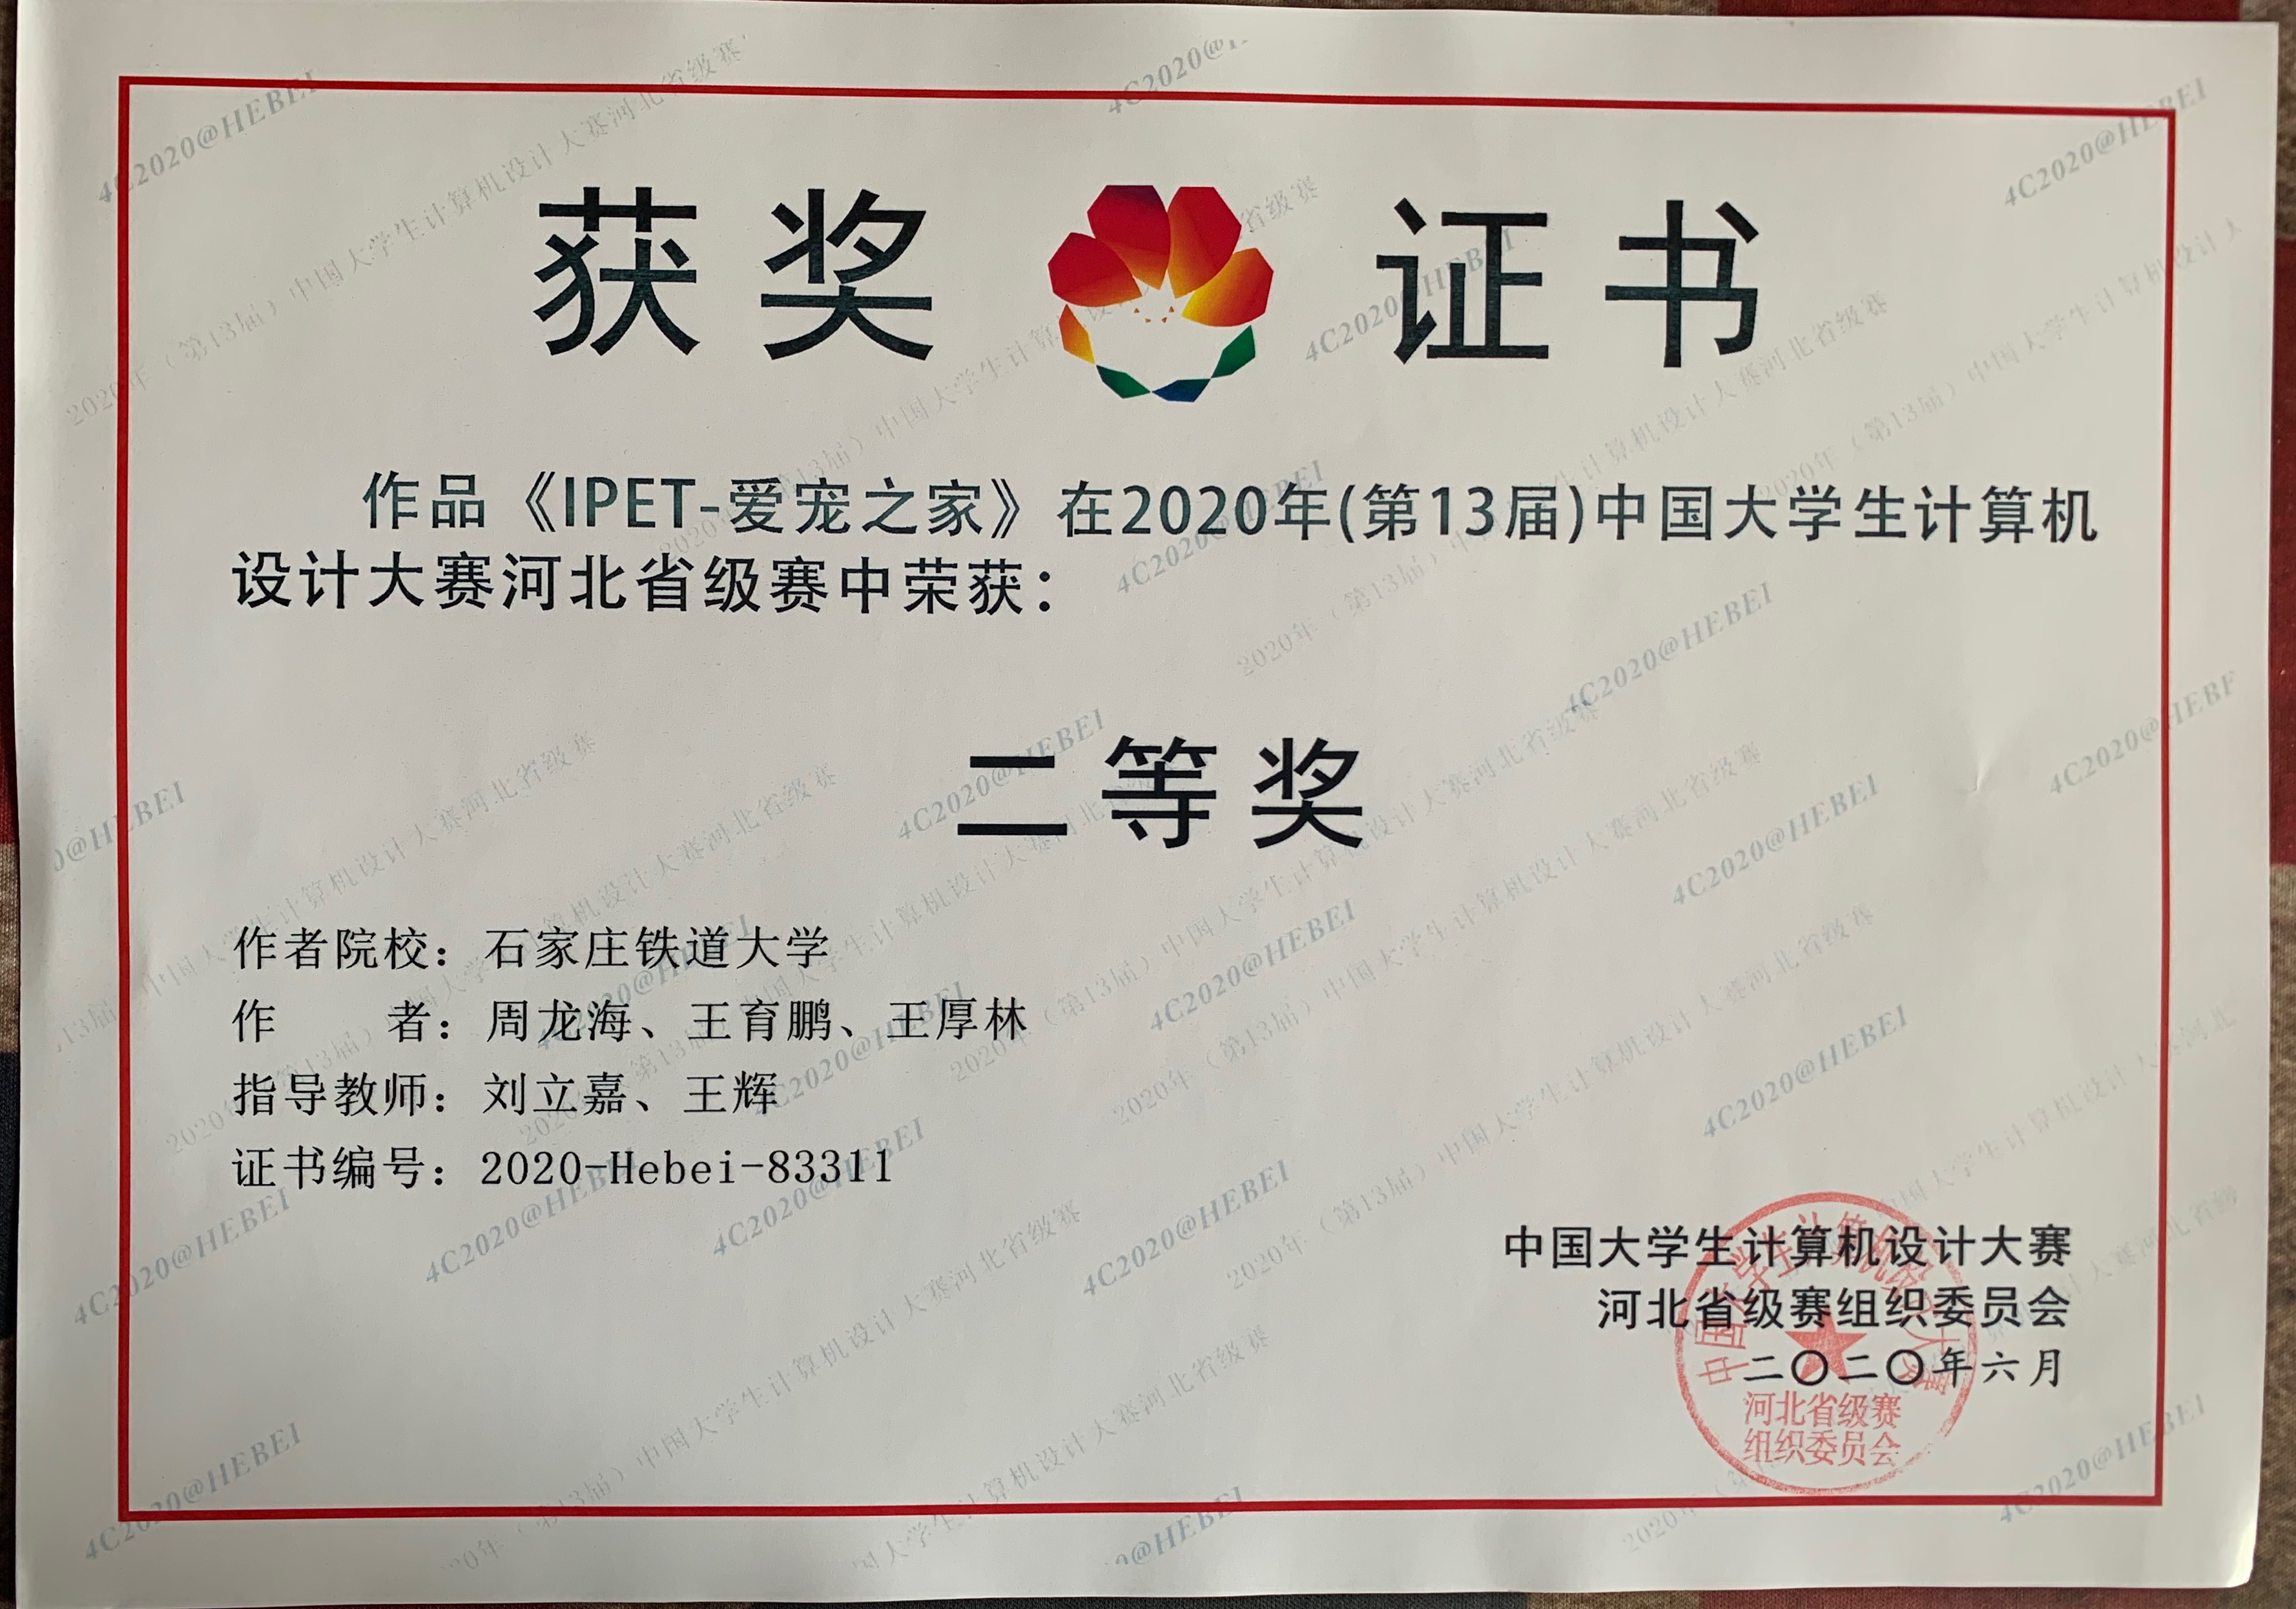 获奖证书
作品《IPET-爱宠之家》在2020年(第13届)中国大学生计算机
设计大赛河北省级赛中荣获：
二等奖
作者院校：石家庄铁道大学
作　　者：周龙海、王育鹏、王厚林
指导教师：刘立嘉、王辉
证书编号：2020-Hebei-83311
中国大学生计算机设计大赛
河北省级赛组织委员会
二〇二〇年六月
中国大学生计算机设计大赛
河北省级赛
组织委员会
4C2020@HEBEI
2020年（第13届）中国大学生计算机设计大赛河北省级赛